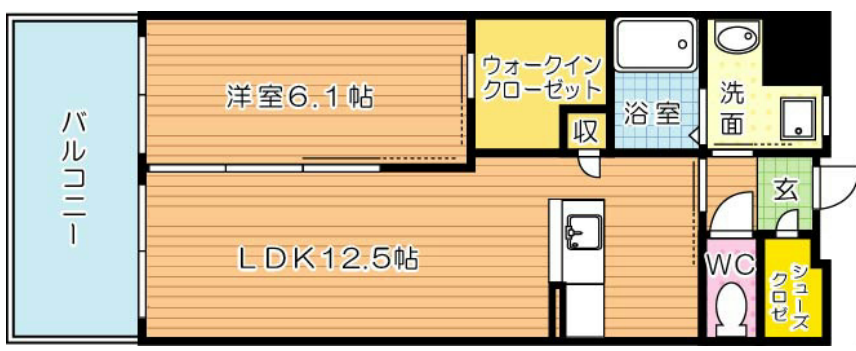 バルコニー
洋室6.1帖
ウォークイン
クローゼット
収
浴室
洗
面
玄
LDK12.5帖
WC
シューズ
クロゼ